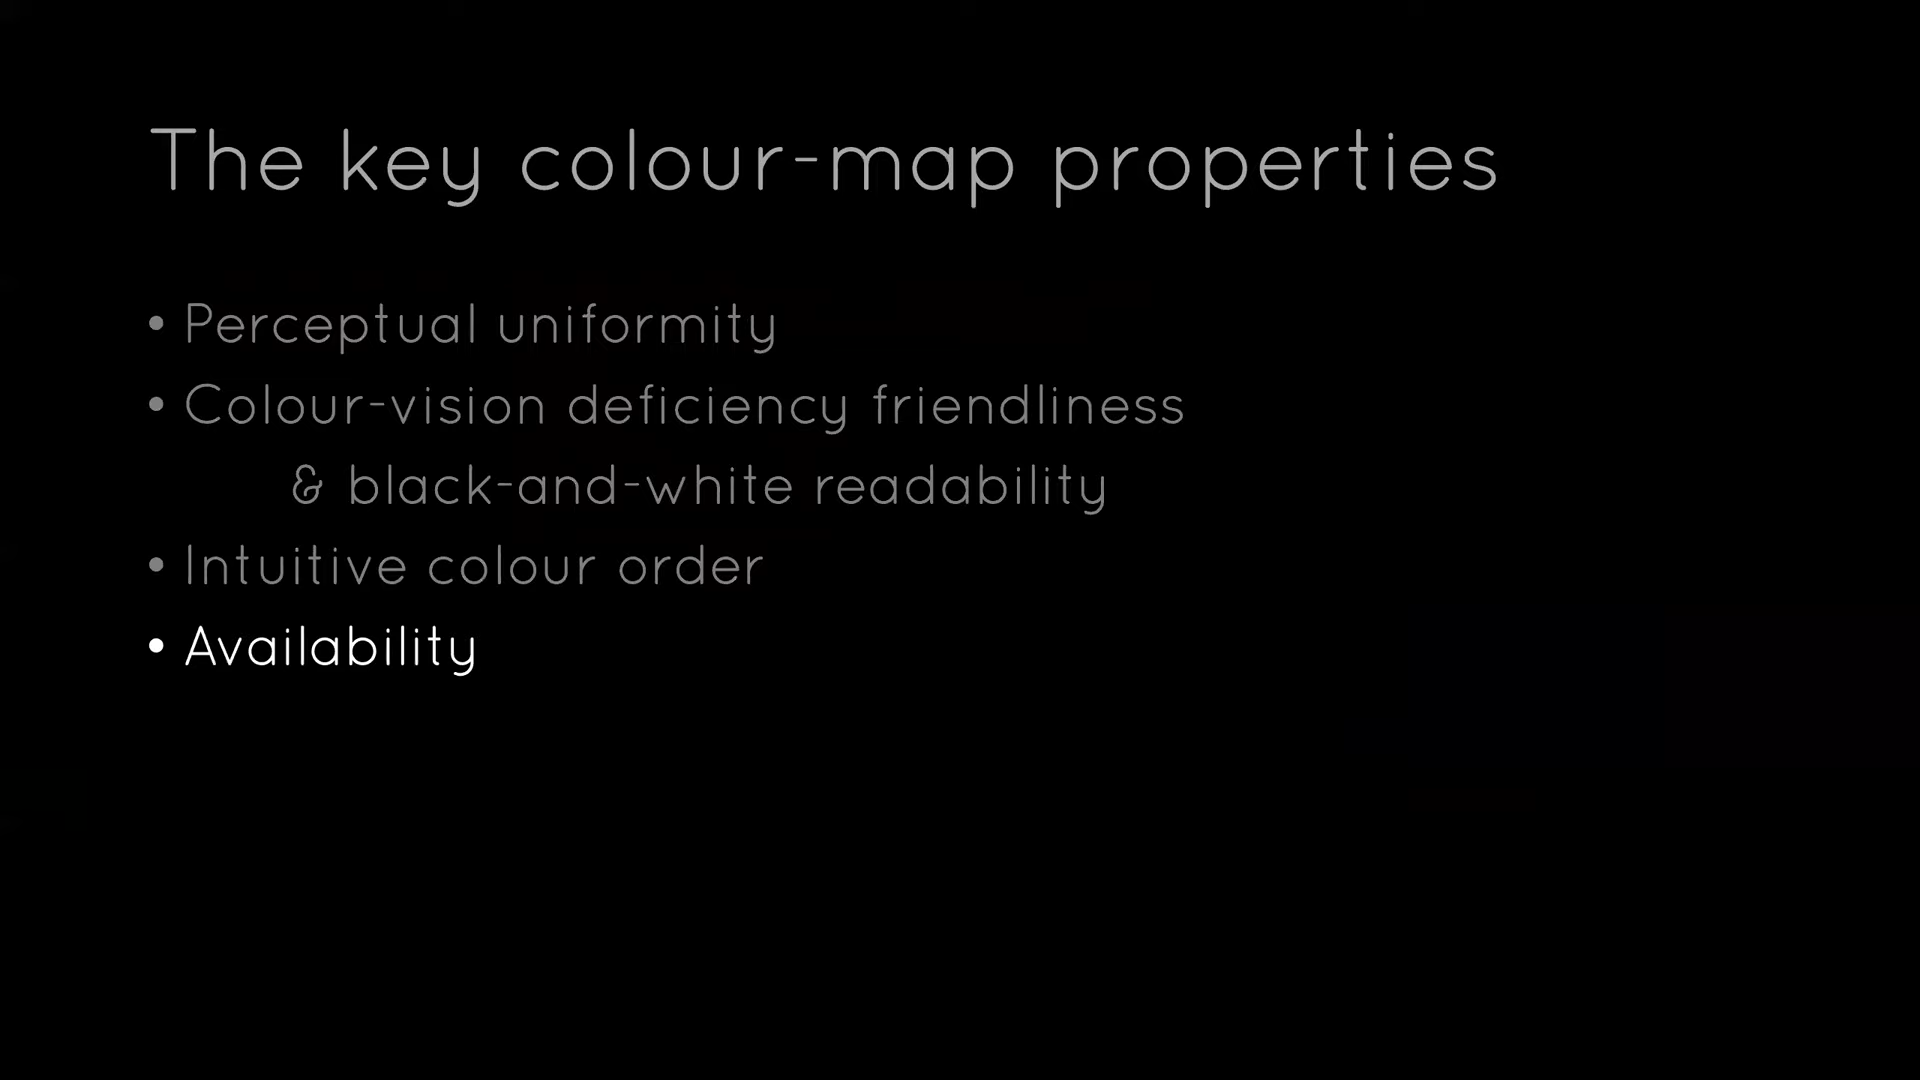 The key colour-map properties
• Perceptual uniformity
• Colour-vision deficiency friendliness
& black-and-white readability
• Intuitive colour order
• Availability